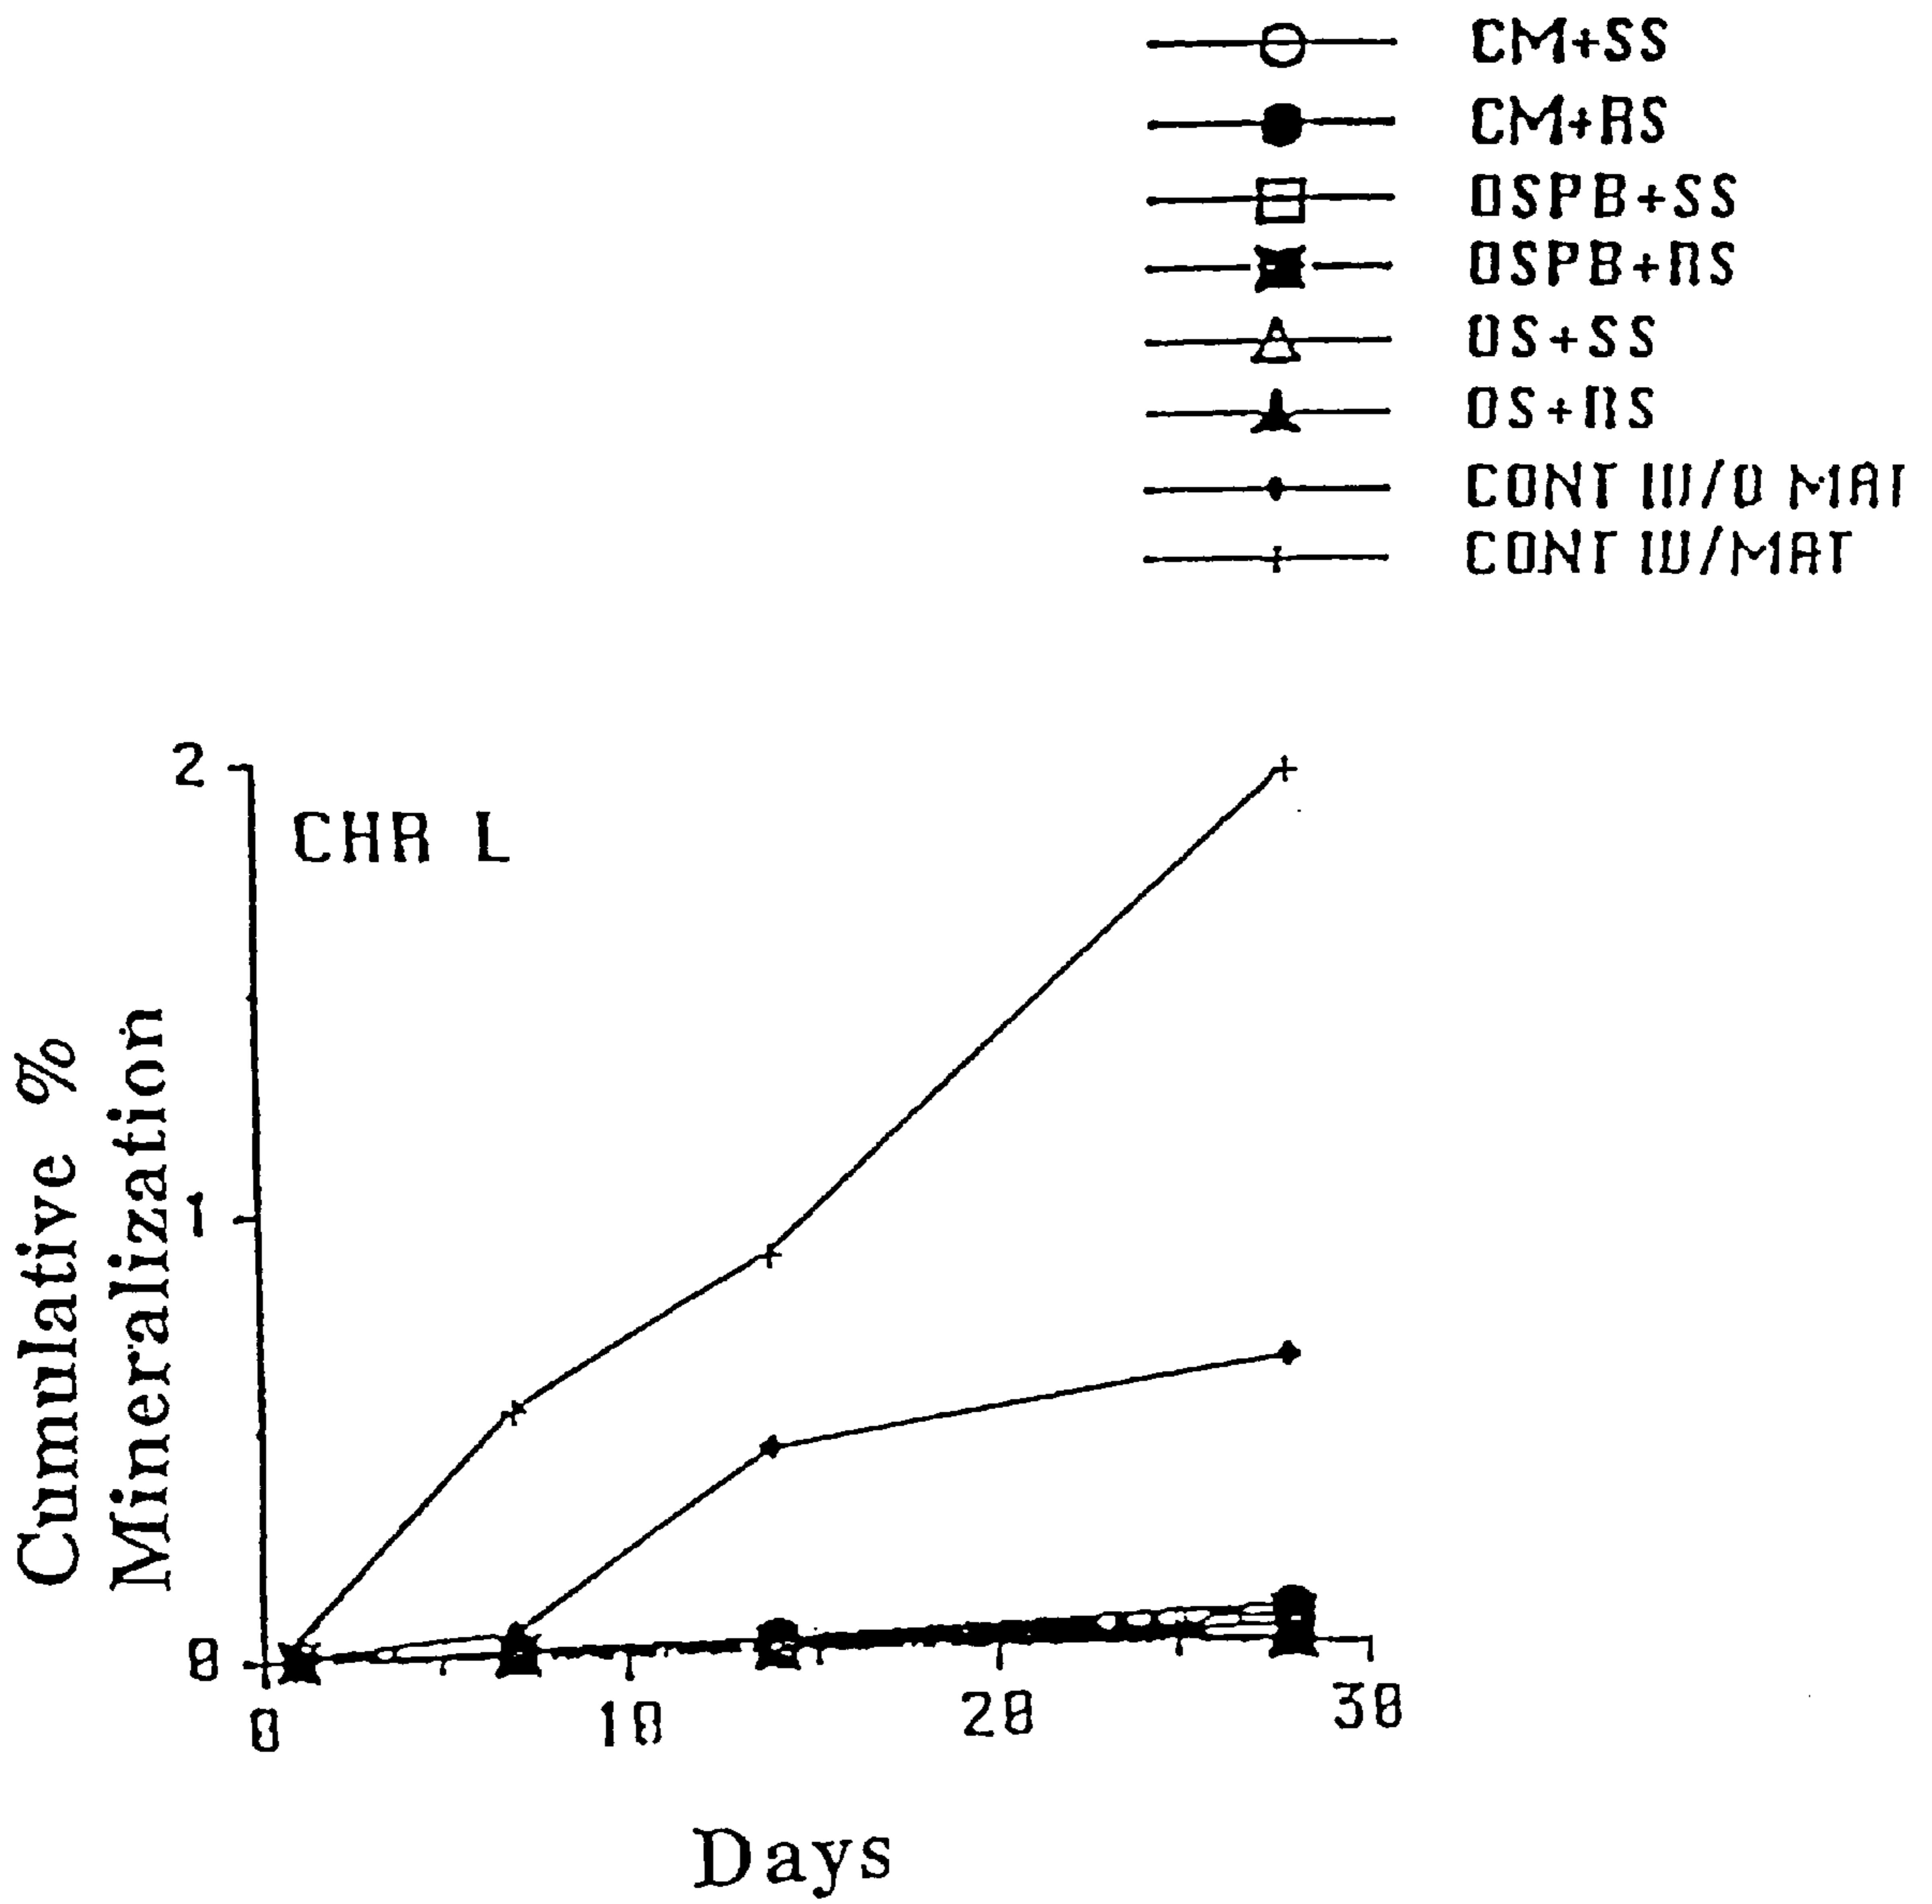 CM+SS
CM+RS
OSPB+SS
OSPB+RS
OS+SS
OS+RS
CONT W/O MAT
CONT W/MAT
2
CHR L
Cumulative %
Mineralization
1
0
0
10
20
30
Days